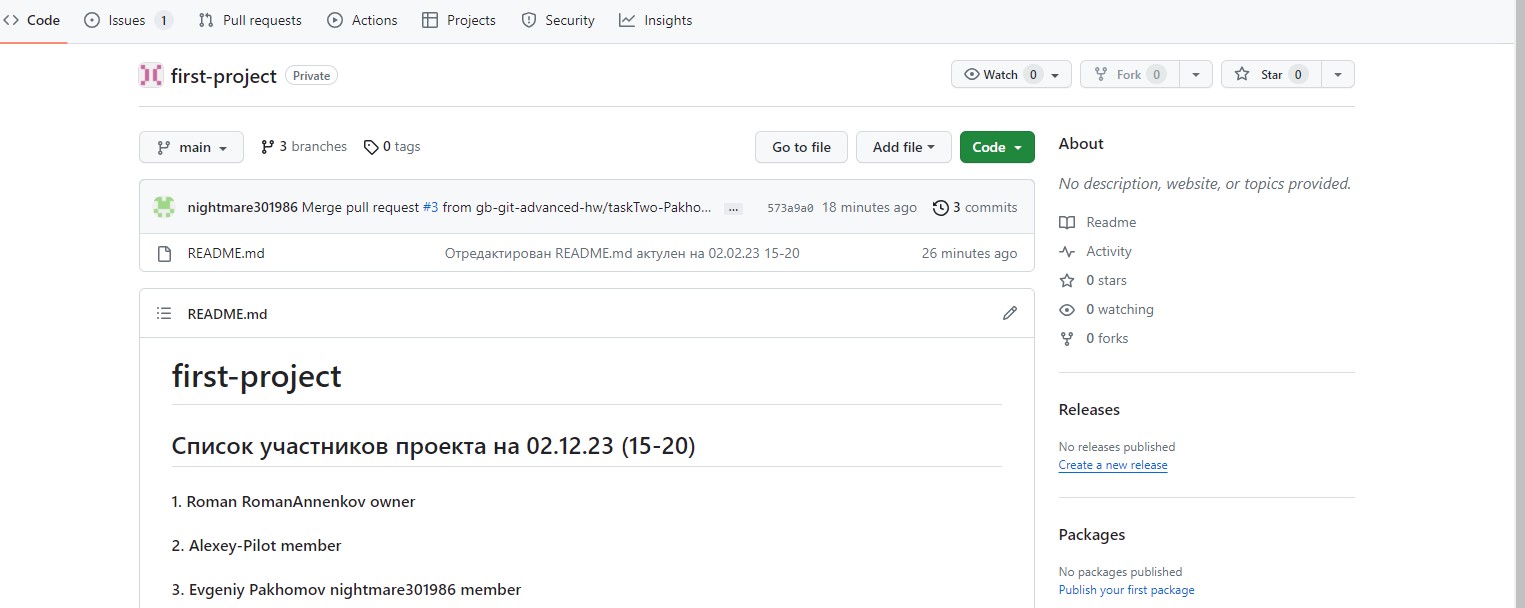 Code Issues 1 Pull requests Actions Projects Security Insights
first-project Private Watch 0 Fork 0 Star 0
main 3 branches 0 tags Go to file Add file Code
nightmare301986 Merge pull request #3 from gb-git-advanced-hw/taskTwo-Pakho... ... 573a9a0 18 minutes ago 3 commits
README.md Отредактирован README.md актулен на 02.02.23 15-20 26 minutes ago
README.md
first-project
Список участников проекта на 02.12.23 (15-20)
1. Roman RomanAnnenkov owner
2. Alexey-Pilot member
3. Evgeniy Pakhomov nightmare301986 member
About
No description, website, or topics provided.
Readme
Activity
0 stars
0 watching
0 forks
Releases
No releases published
Create a new release
Packages
No packages published
Publish your first package